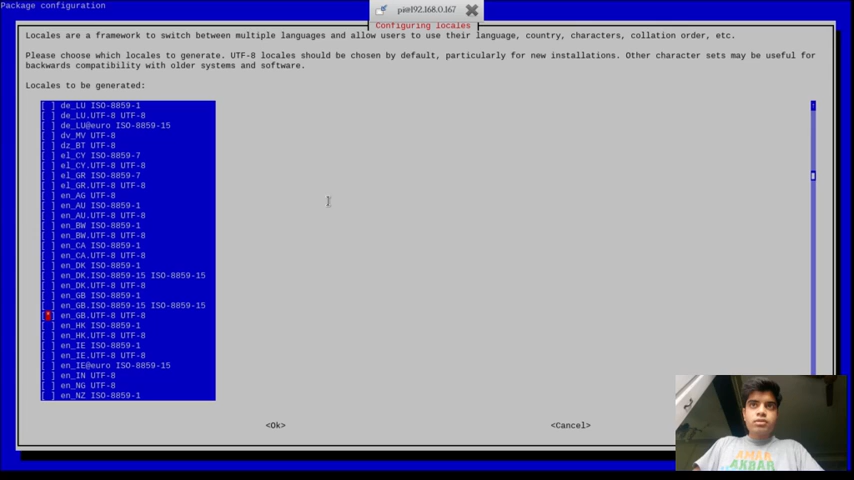 Package configuration
pi@192.168.0.167
Configuring locales
Locales are a framework to switch between multiple languages and allow users to use their language, country, characters, collation order, etc.
Please choose which locales to generate. UTF-8 locales should be chosen by default, particularly for new installations. Other character sets may be useful for
backwards compatibility with older systems and software.
Locales to be generated:
[ ] de_LU ISO-8859-1
[ ] de_LU.UTF-8 UTF-8
[ ] de_LU@euro ISO-8859-15
[ ] dv_MV UTF-8
[ ] dz_BT UTF-8
[ ] el_CY ISO-8859-7
[ ] el_CY.UTF-8 UTF-8
[ ] el_GR ISO-8859-7
[ ] el_GR.UTF-8 UTF-8
[ ] en_AG UTF-8
[ ] en_AU ISO-8859-1
[ ] en_AU.UTF-8 UTF-8
[ ] en_BW ISO-8859-1
[ ] en_BW.UTF-8 UTF-8
[ ] en_CA ISO-8859-1
[ ] en_CA.UTF-8 UTF-8
[ ] en_DK ISO-8859-1
[ ] en_DK.ISO-8859-15 ISO-8859-15
[ ] en_DK.UTF-8 UTF-8
[ ] en_GB ISO-8859-1
[ ] en_GB.ISO-8859-15 ISO-8859-15
[*] en_GB.UTF-8 UTF-8
[ ] en_HK ISO-8859-1
[ ] en_HK.UTF-8 UTF-8
[ ] en_IE ISO-8859-1
[ ] en_IE.UTF-8 UTF-8
[ ] en_IE@euro ISO-8859-15
[ ] en_IN UTF-8
[ ] en_NG UTF-8
[ ] en_NZ ISO-8859-1
<Ok>
<Cancel>
AMAR
AKBAR